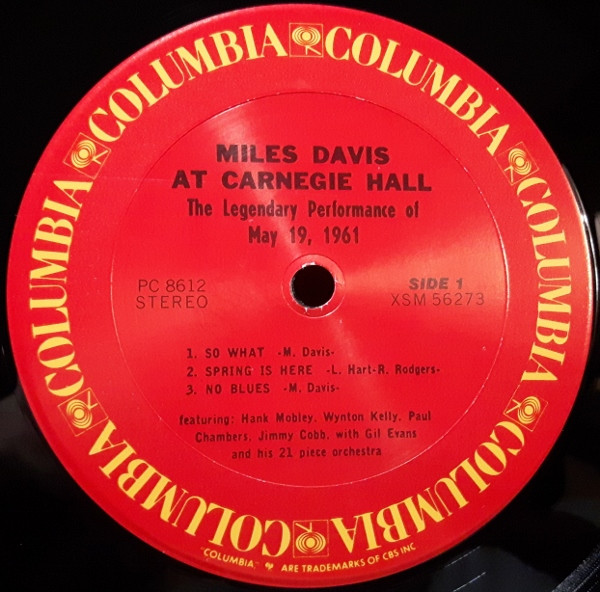 COLUMBIA COLUMBIA COLUMBIA COLUMBIA COLUMBIA COLUMBIA
MILES DAVIS
AT CARNEGIE HALL
The Legendary Performance of
May 19, 1961
PC 8612
STEREO
SIDE 1
XSM 56273
1. SO WHAT -M. Davis-
2. SPRING IS HERE -L. Hart-R. Rodgers-
3. NO BLUES -M. Davis-
featuring: Hank Mobley, Wynton Kelly, Paul
Chambers, Jimmy Cobb, with Gil Evans
and his 21 piece orchestra
"COLUMBIA," ARE TRADEMARKS OF CBS INC